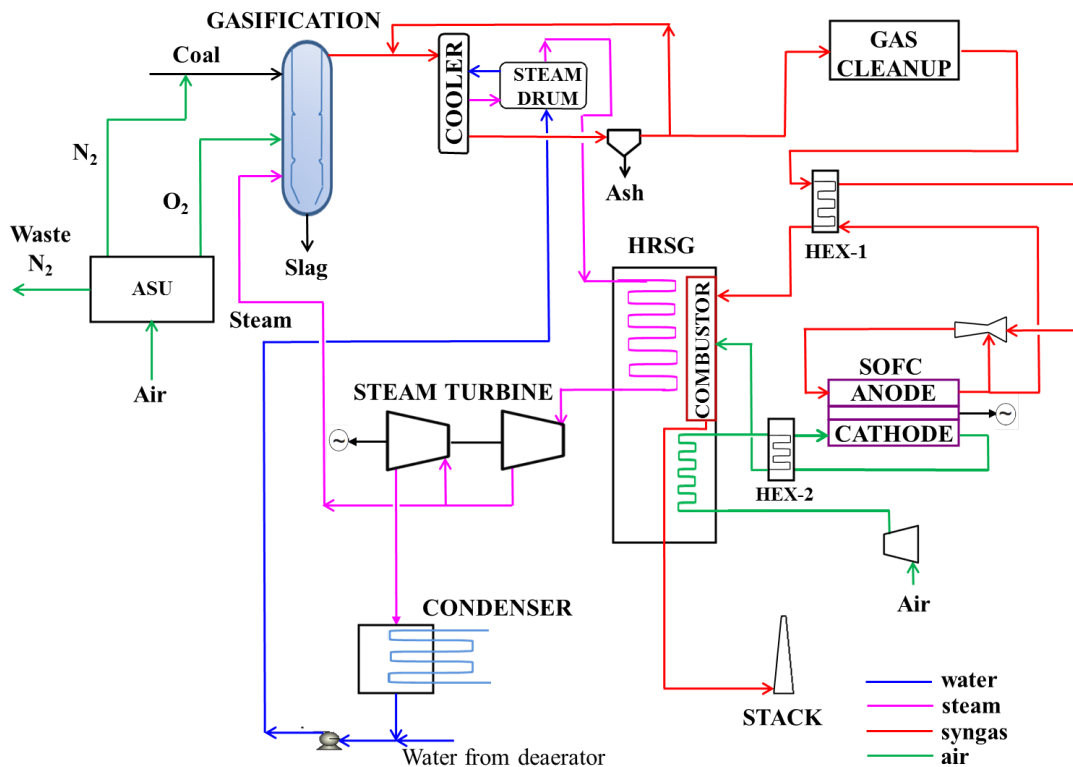 GASIFICATION
Coal
N2
O2
COOLER
STEAM
DRUM
GAS
CLEANUP
Ash
Slag
Waste
N2
ASU
Air
Steam
HRSG
HEX-1
COMBUSTOR
SOFC
ANODE
CATHODE
~
HEX-2
Air
STEAM TURBINE
~
CONDENSER
Water from deaerator
STACK
water
steam
syngas
air